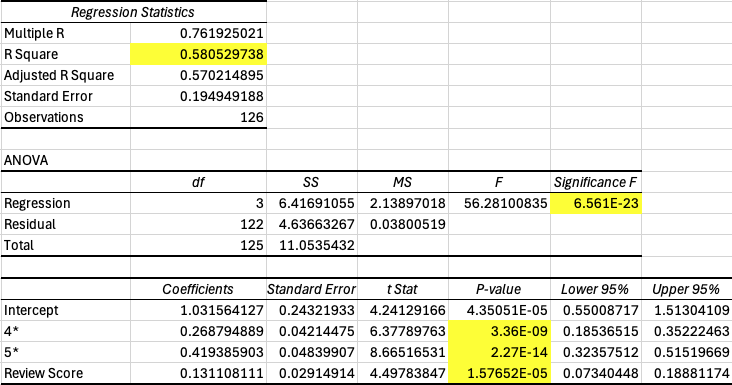 Regression Statistics
Multiple R 0.761925021
R Square 0.580529738
Adjusted R Square 0.570214895
Standard Error 0.194949188
Observations 126
ANOVA
df SS MS F Significance F
Regression 3 6.41691055 2.13897018 56.28100835 6.561E-23
Residual 122 4.63663267 0.03800519
Total 125 11.0535432
Coefficients Standard Error t Stat P-value Lower 95% Upper 95%
Intercept 1.031564127 0.24321933 4.24129166 4.35051E-05 0.55008717 1.51304109
4* 0.268794889 0.04214475 6.37789763 3.36E-09 0.18536515 0.35222463
5* 0.419385903 0.04839907 8.66516531 2.27E-14 0.32357512 0.51519669
Review Score 0.131108111 0.02914914 4.49783847 1.57652E-05 0.07340448 0.18881174